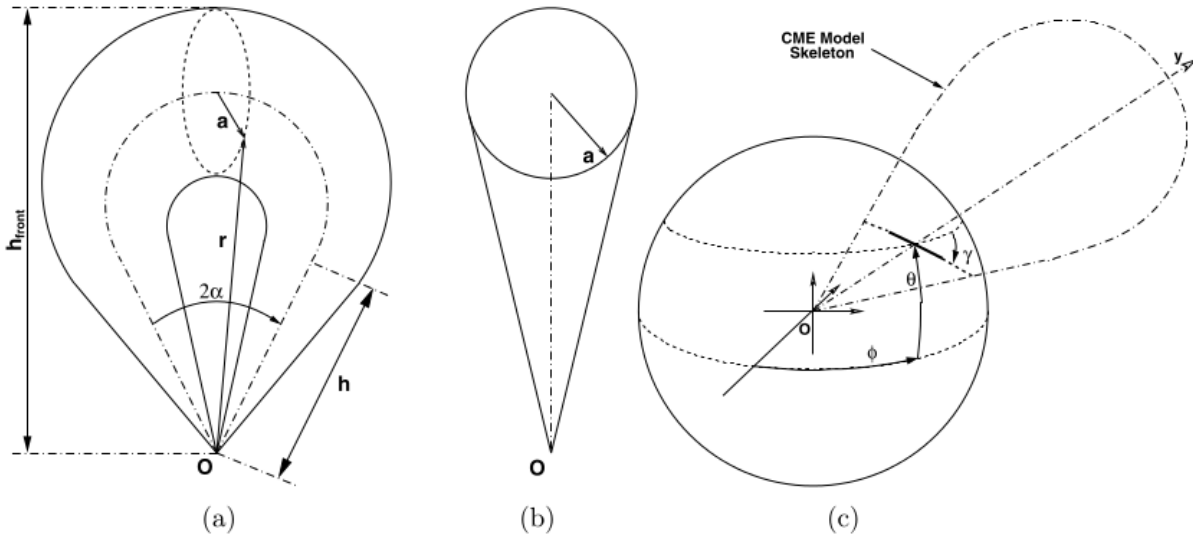 h_front
a
r
2α
h
O
(a)
a
O
(b)
CME Model
Skeleton
y
γ
θ
O
ϕ
(c)